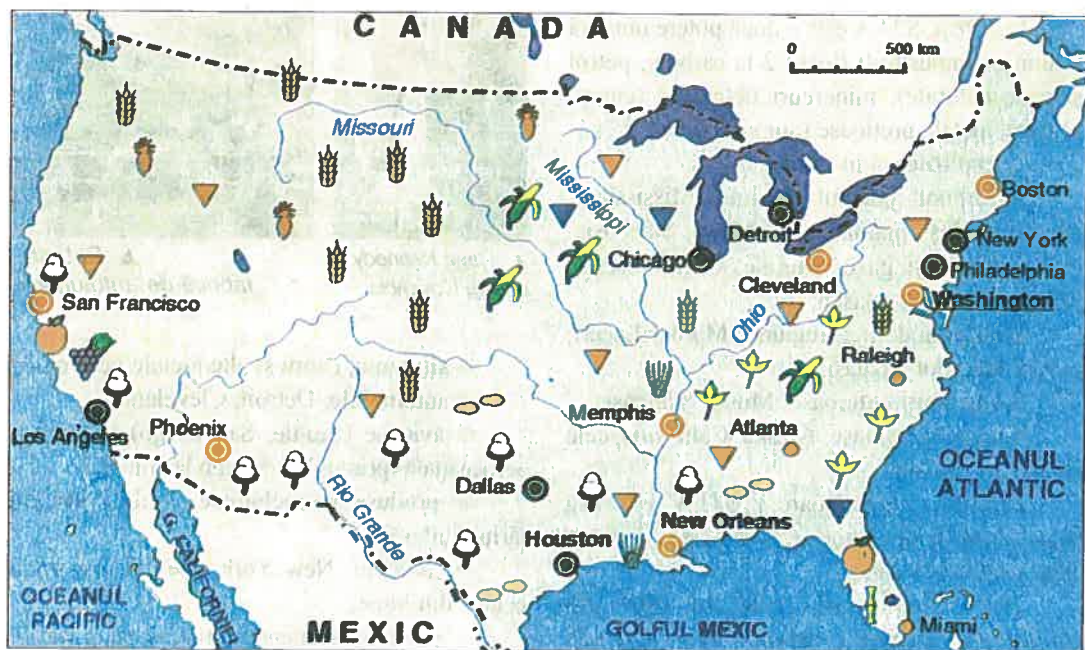 CANADA
0 500 km
Missouri
Mississippi
Boston
Detroit
New York
Chicago
Philadelphia
Cleveland
San Francisco
Washington
Ohio
Raleigh
Memphis
Los Angeles
Phoenix
Atlanta
Dallas
OCEANUL
ATLANTIC
Rio Grande
New Orleans
Houston
G. CALIFORNIEI
OCEANUL
PACIFIC
MEXIC
GOLFUL MEXIC
Miami